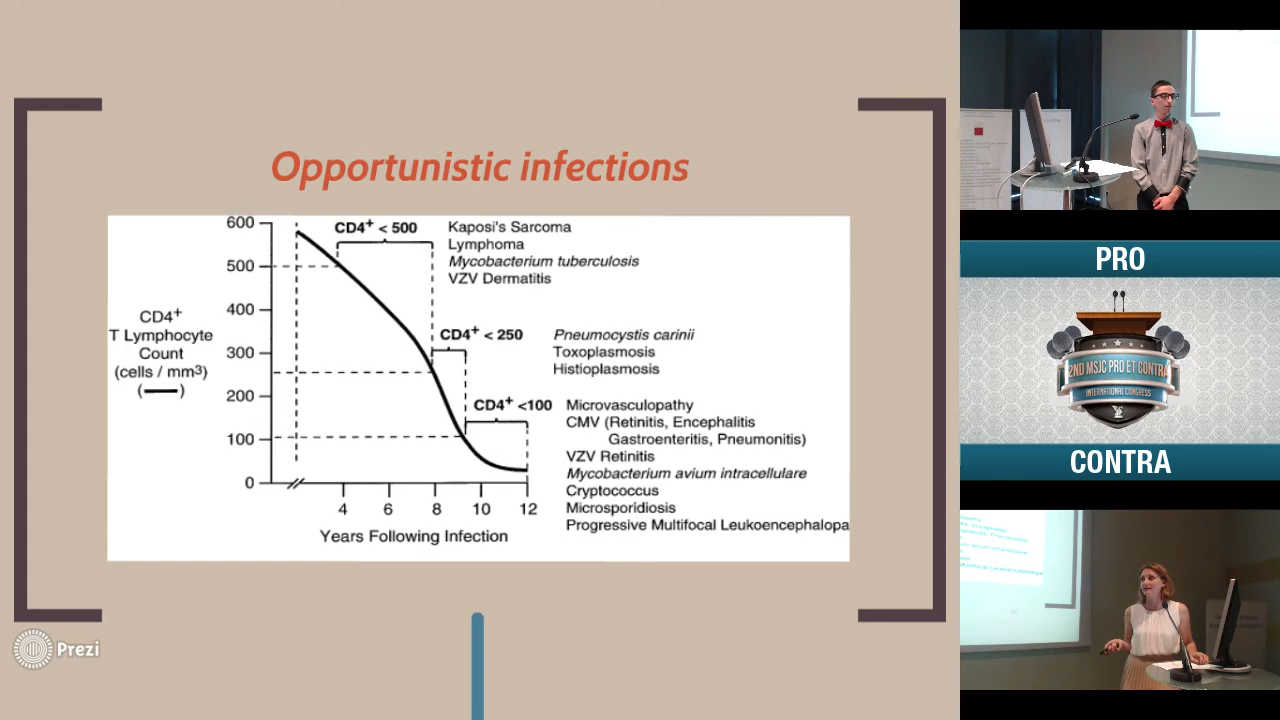 Opportunistic infections
600
500
400
300
200
100
0
CD4+
T Lymphocyte
Count
(cells / mm3)
(—)
CD4+ < 500
Kaposi's Sarcoma
Lymphoma
Mycobacterium tuberculosis
VZV Dermatitis
CD4+ < 250
Pneumocystis carinii
Toxoplasmosis
Histioplasmosis
CD4+ <100
Microvasculopathy
CMV (Retinitis, Encephalitis
Gastroenteritis, Pneumonitis)
VZV Retinitis
Mycobacterium avium intracellulare
Cryptococcus
Microsporidiosis
Progressive Multifocal Leukoencephalopa
4 6 8 10 12
Years Following Infection
Prezi
PRO
2ND MSJC PRO ET CONTRA
INTERNATIONAL CONGRESS
CONTRA